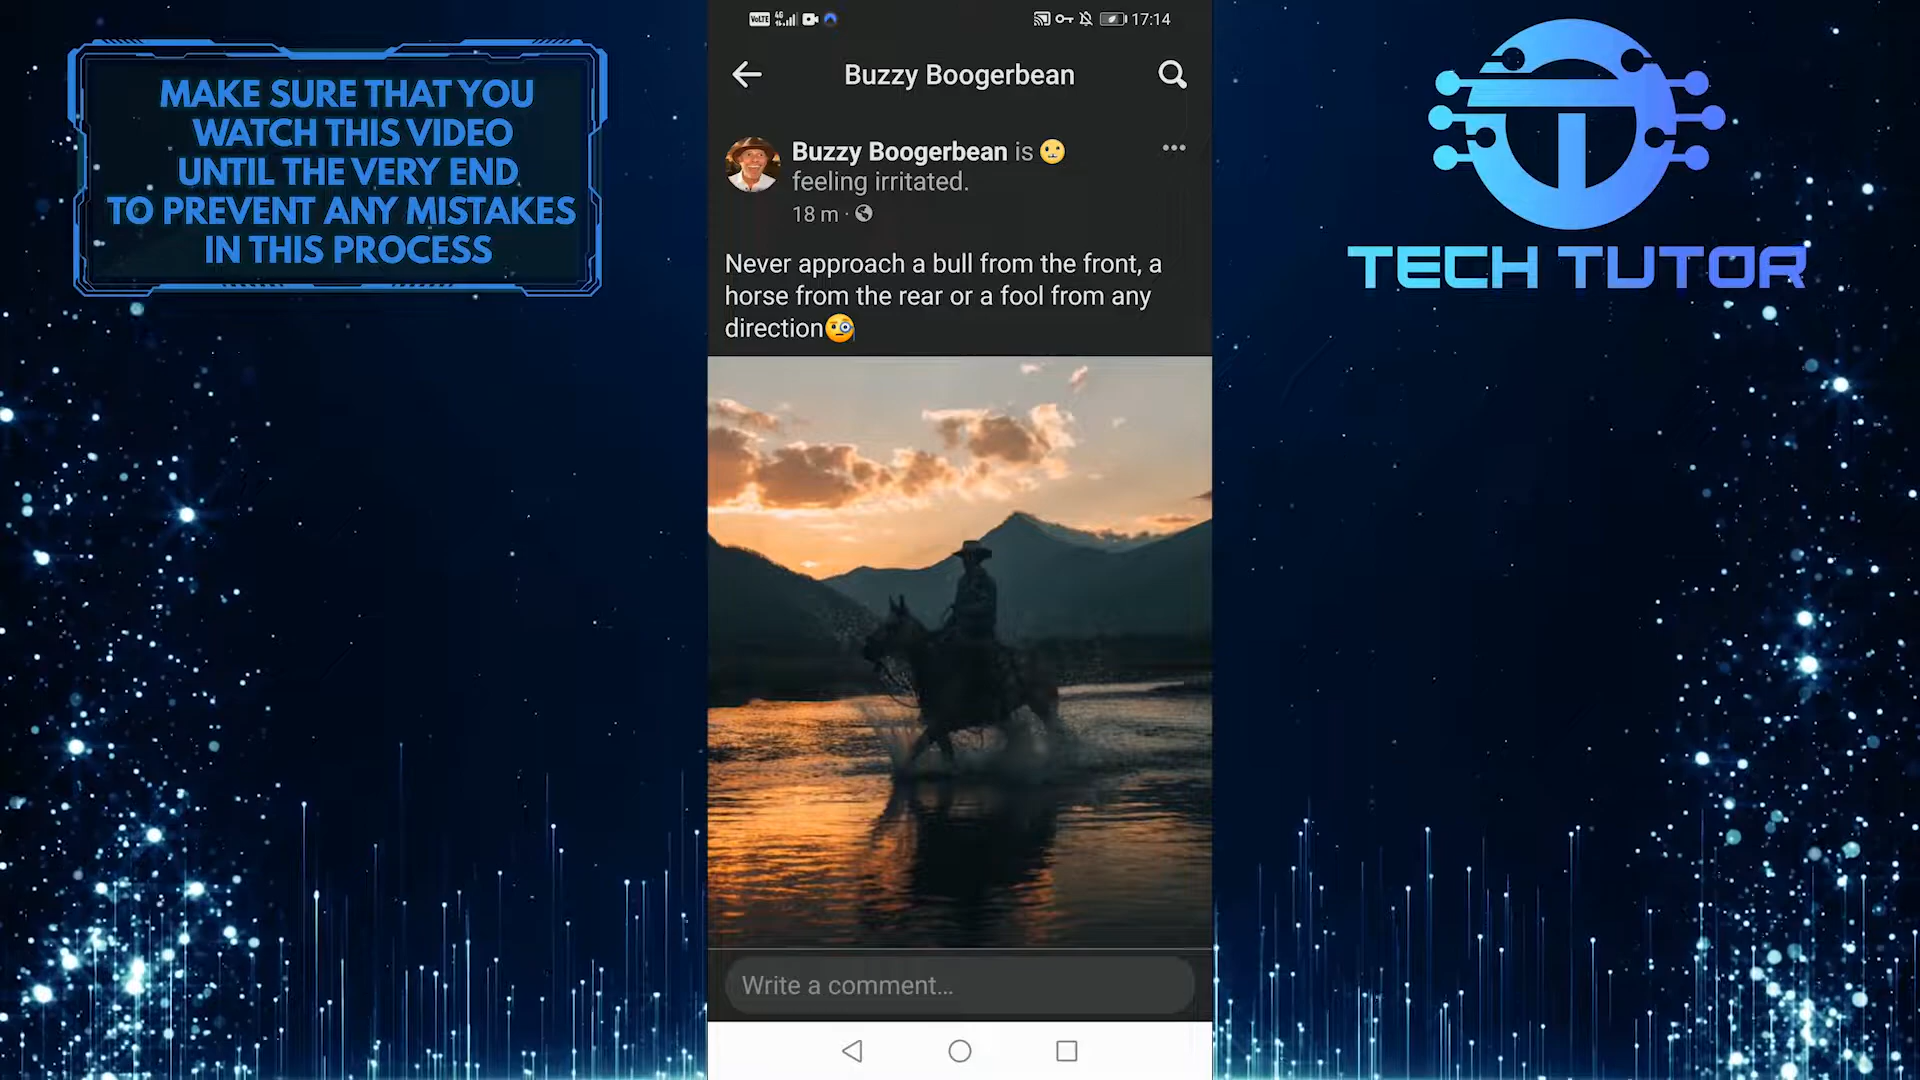 MAKE SURE THAT YOU
WATCH THIS VIDEO
UNTIL THE VERY END
TO PREVENT ANY MISTAKES
IN THIS PROCESS
VoLTE 4G
17:14
Buzzy Boogerbean
Buzzy Boogerbean is 😕
feeling irritated.
18 m ·
Never approach a bull from the front, a
horse from the rear or a fool from any
direction🧐
Write a comment...
TECH TUTOR